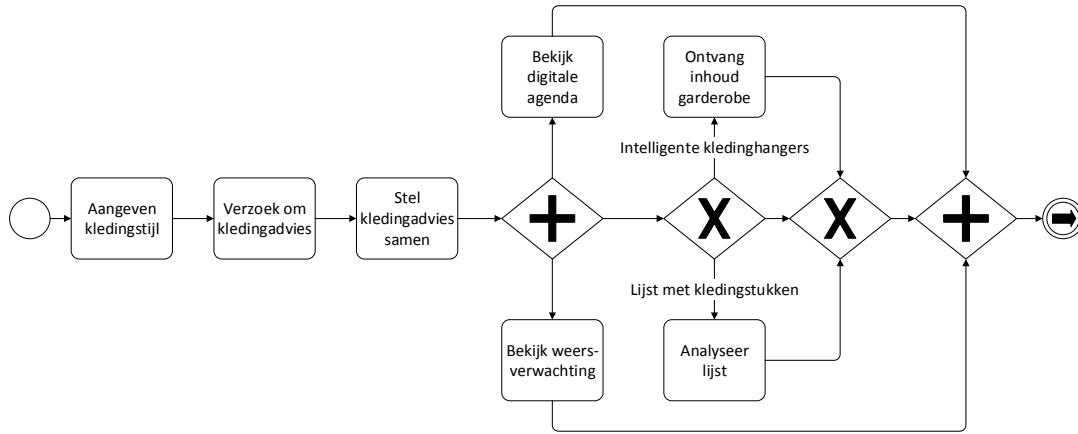 Aangeven
kledingstijl
Verzoek om
kledingadvies
Stel
kledingadvies
samen
Bekijk
digitale
agenda
Bekijk weers-
verwachting
Ontvang
inhoud
garderobe
Intelligente kledinghangers
Lijst met kledingstukken
Analyseer
lijst